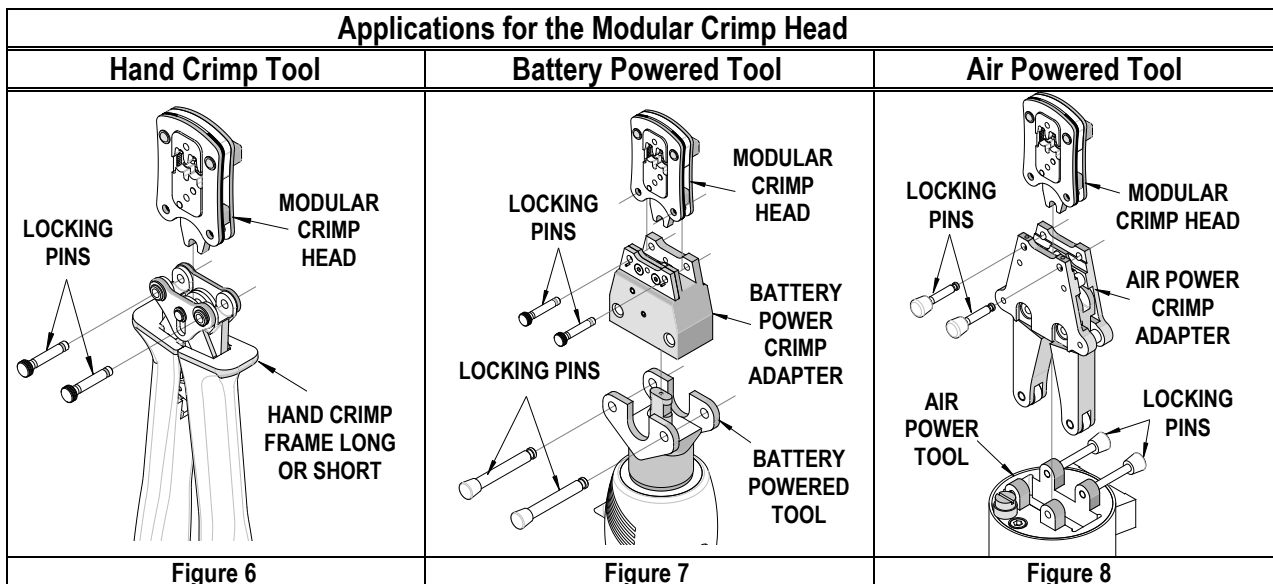 Applications for the Modular Crimp Head
Hand Crimp Tool
Battery Powered Tool
Air Powered Tool
LOCKING
PINS
MODULAR
CRIMP
HEAD
HAND CRIMP
FRAME LONG
OR SHORT
MODULAR
CRIMP
HEAD
LOCKING
PINS
BATTERY
POWER
CRIMP
ADAPTER
LOCKING PINS
BATTERY
POWERED
TOOL
LOCKING
PINS
MODULAR
CRIMP HEAD
AIR POWER
CRIMP
ADAPTER
AIR
POWER
TOOL
LOCKING
PINS
Figure 6
Figure 7
Figure 8